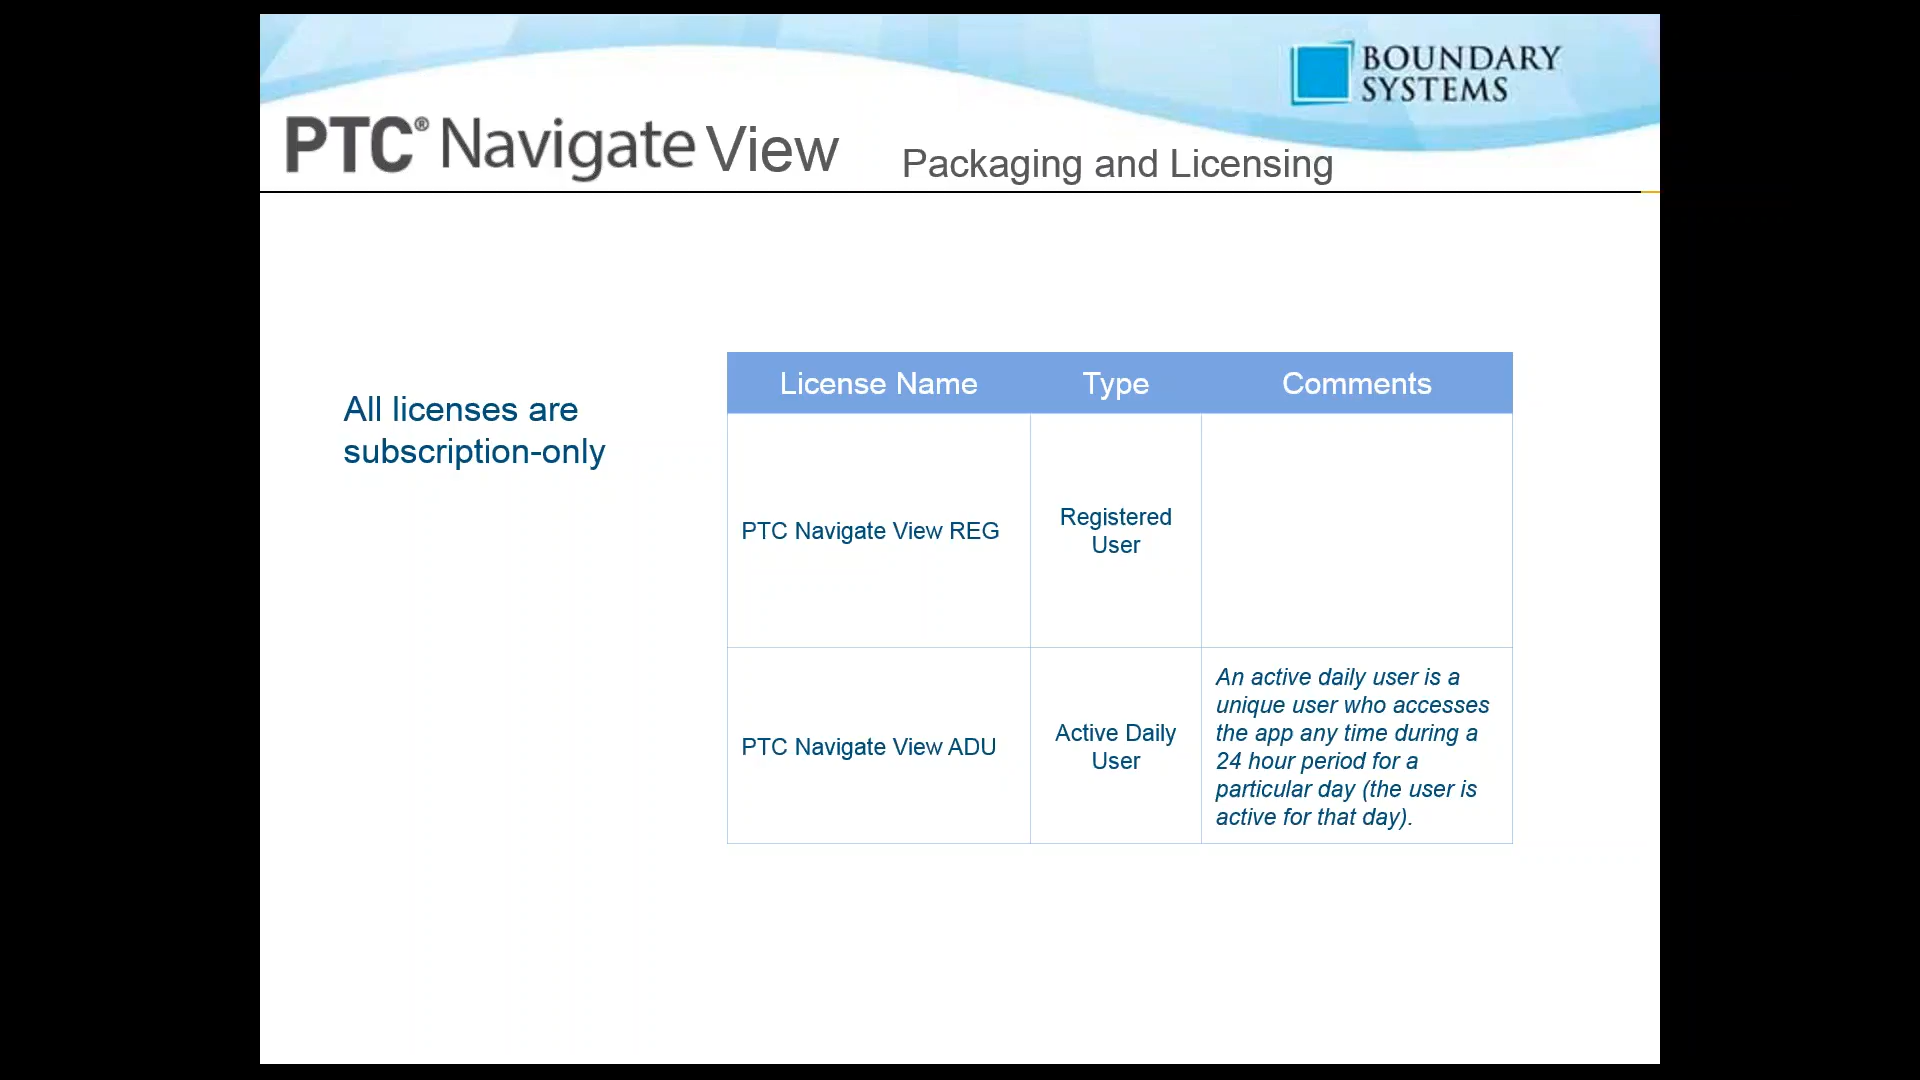 BOUNDARY
SYSTEMS
PTC® Navigate View Packaging and Licensing
All licenses are
subscription-only
License Name Type Comments
PTC Navigate View REG
Registered
User
PTC Navigate View ADU
Active Daily
User
An active daily user is a
unique user who accesses
the app any time during a
24 hour period for a
particular day (the user is
active for that day).